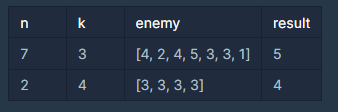 n k enemy result
7 3 [4, 2, 4, 5, 3, 3, 1] 5
2 4 [3, 3, 3, 3] 4